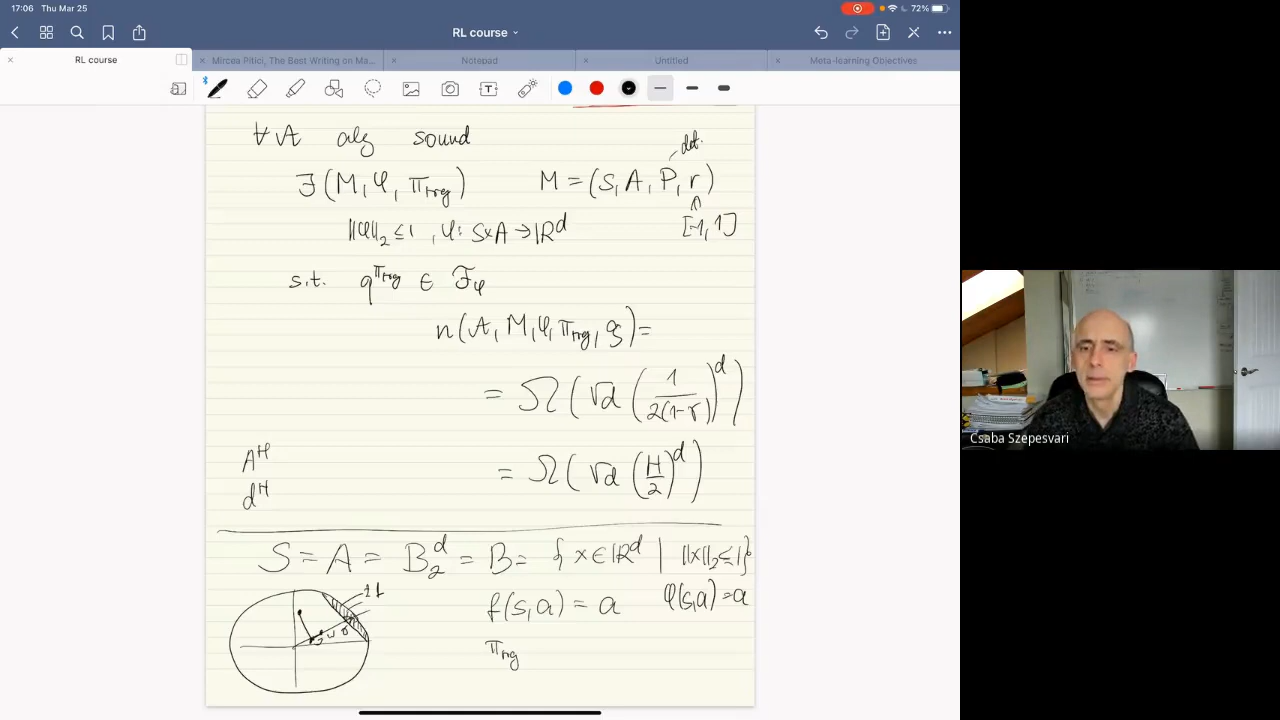 17:06 Thu Mar 25
72%
RL course
RL course
Mircea Pitici, The Best Writing on Ma...
Notepad
Untitled
Meta-learning Objectives
∀ A alg sound
det.
∃ (M, φ, π_trg) M = (S, A, P, r)
[-1, 1]
‖φ‖₂ ≤ 1, φ: S×A → ℝ^d
s.t. q^{π_trg} ∈ F_φ
n(A, M, φ, π_trg, g) =
= Ω(√d (1/(2(1-γ)))^d)
A^H
= Ω(√d (H/2)^d)
d^H
S = A = B_2^d = B = { x ∈ ℝ^d | ‖x‖₂ ≤ 1}
f(s,a) = a φ(s,a) = a
π_trg
Csaba Szepesvari